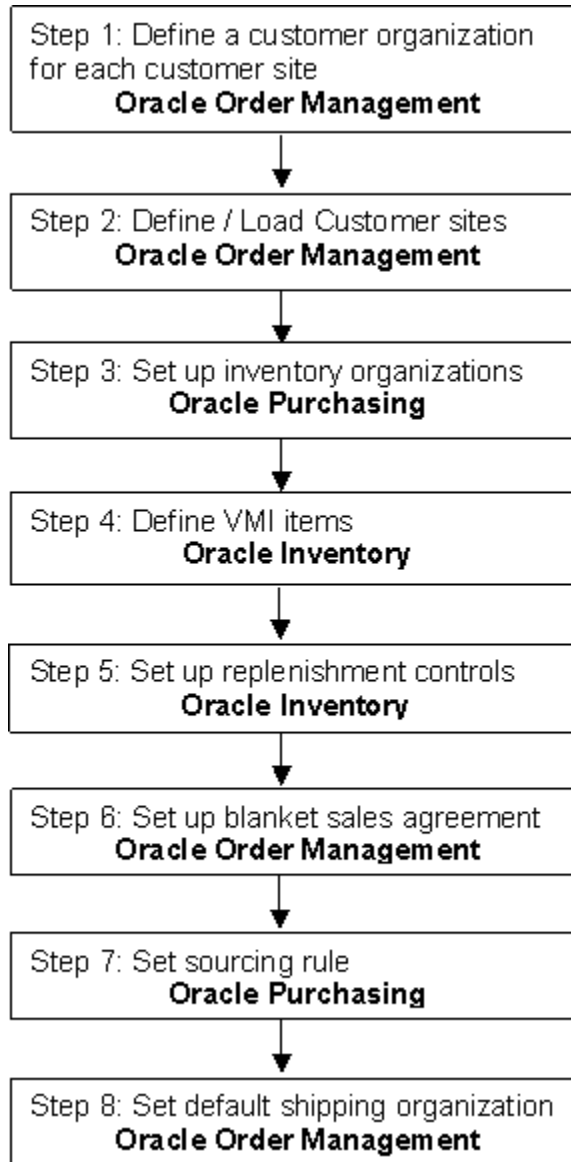 Step 1: Define a customer organization
for each customer site
Oracle Order Management
Step 2: Define / Load Customer sites
Oracle Order Management
Step 3: Set up inventory organizations
Oracle Purchasing
Step 4: Define VMI items
Oracle Inventory
Step 5: Set up replenishment controls
Oracle Inventory
Step 6: Set up blanket sales agreement
Oracle Order Management
Step 7: Set sourcing rule
Oracle Purchasing
Step 8: Set default shipping organization
Oracle Order Management